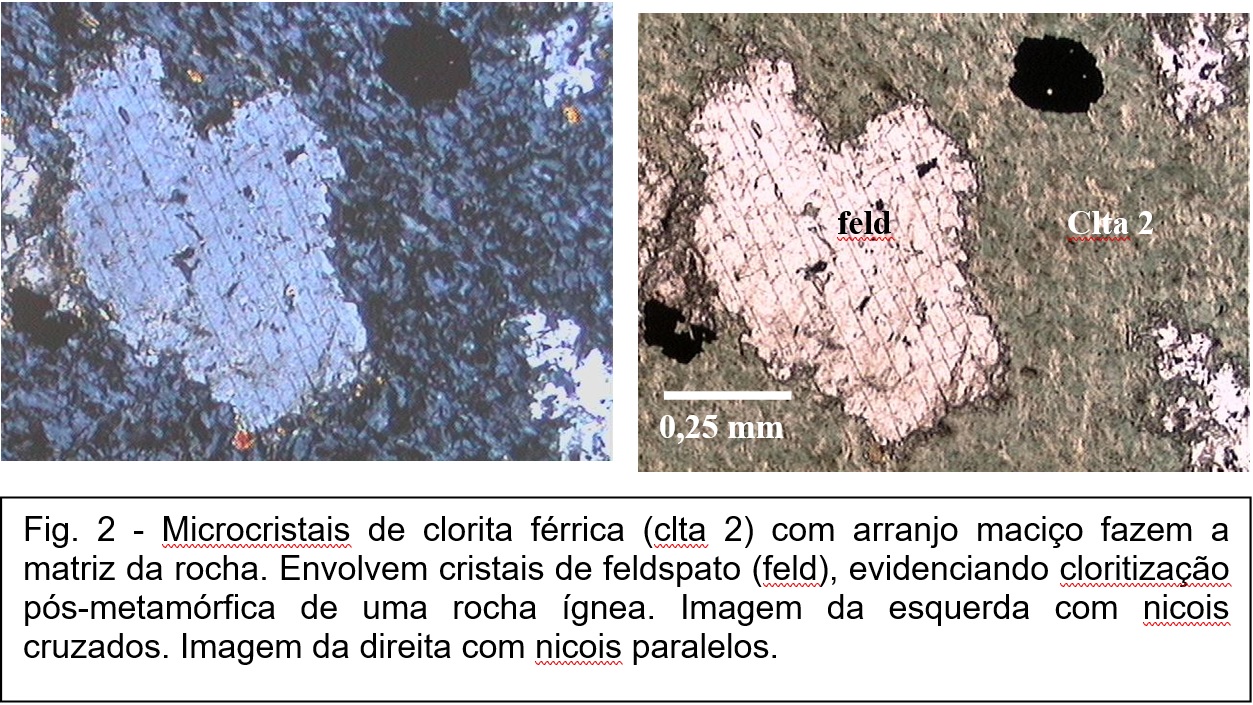 feld
Clta 2
0,25 mm
Fig. 2 - Microcristais de clorita férrica (clta 2) com arranjo maciço fazem a
matriz da rocha. Envolvem cristais de feldspato (feld), evidenciando cloritização
pós-metamórfica de uma rocha ígnea. Imagem da esquerda com nicois
cruzados. Imagem da direita com nicois paralelos.